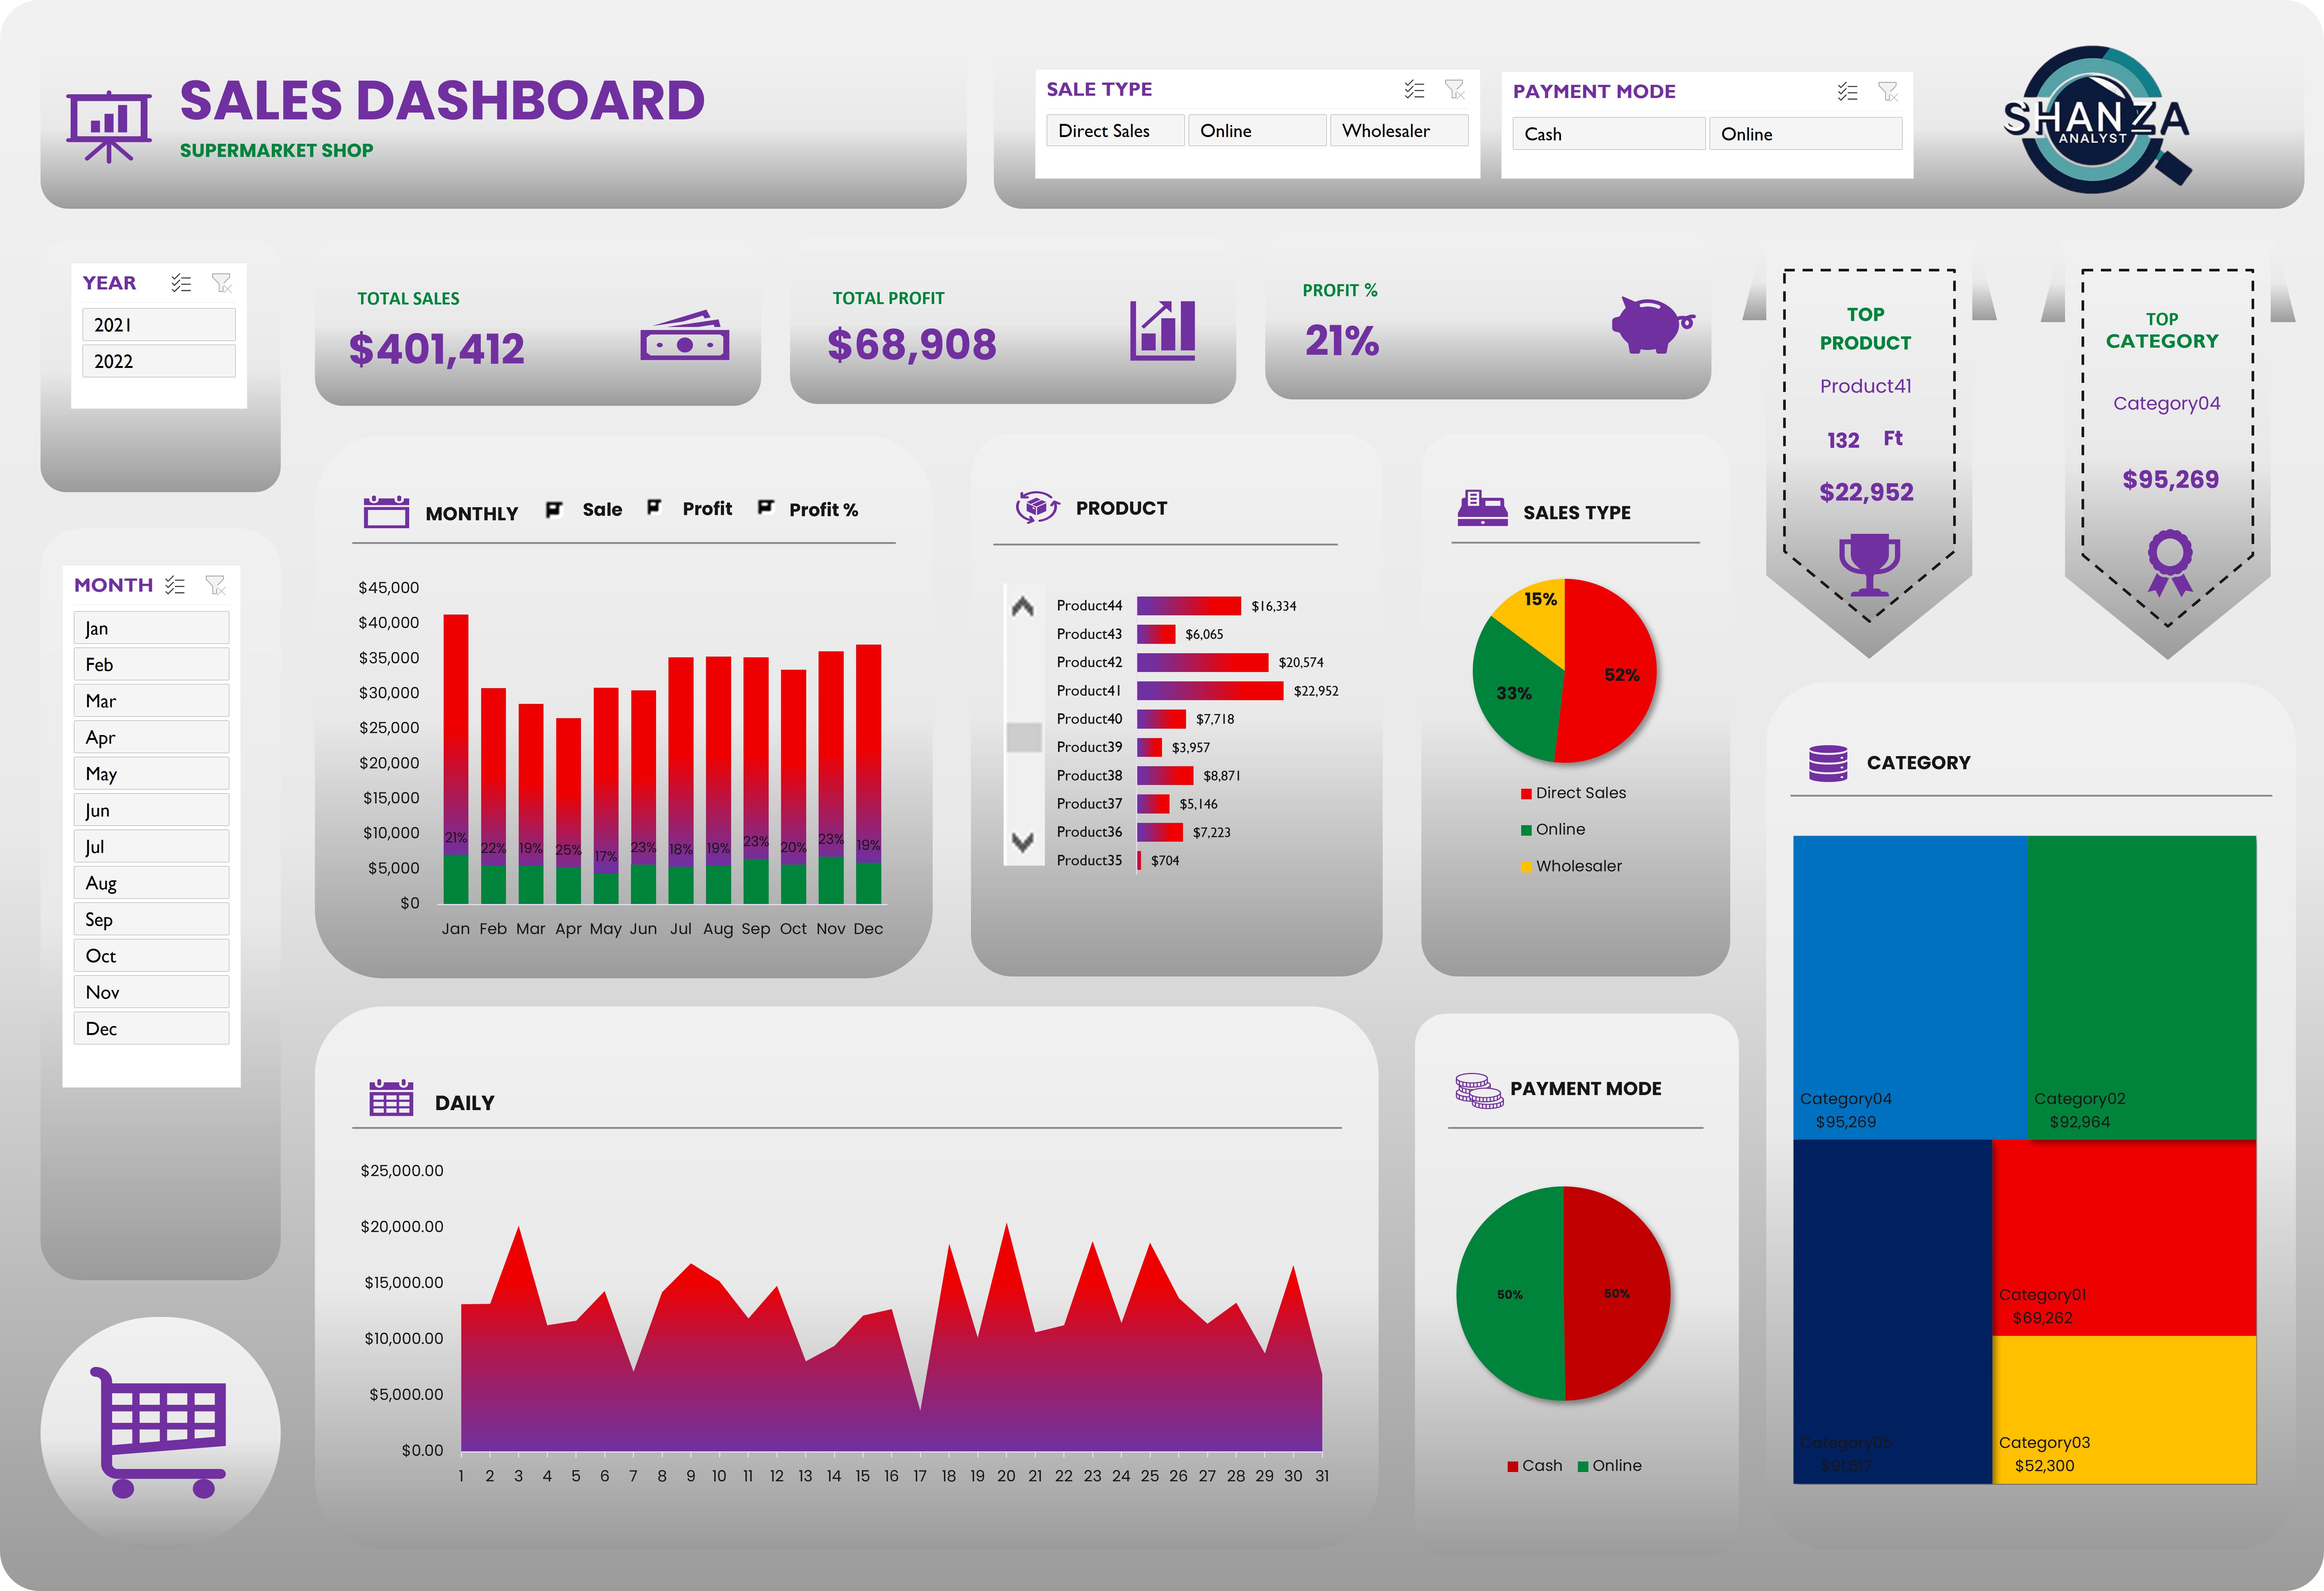 SALES DASHBOARD
SUPERMARKET SHOP
SALE TYPE
Direct Sales Online Wholesaler
PAYMENT MODE
Cash Online
SHANZA
ANALYST
YEAR
2021
2022
TOTAL SALES
$401,412
TOTAL PROFIT
$68,908
PROFIT %
21%
TOP
PRODUCT
Product41
132 Ft
$22,952
TOP
CATEGORY
Category04
$95,269
MONTH
Jan
Feb
Mar
Apr
May
Jun
Jul
Aug
Sep
Oct
Nov
Dec
MONTHLY Sale Profit Profit %
$45,000
$40,000
$35,000
$30,000
$25,000
$20,000
$15,000
$10,000
$5,000
$0
21% 22% 19% 25% 17% 23% 18% 19% 23% 20% 23% 19%
Jan Feb Mar Apr May Jun Jul Aug Sep Oct Nov Dec
PRODUCT
Product44 $16,334
Product43 $6,065
Product42 $20,574
Product41 $22,952
Product40 $7,718
Product39 $3,957
Product38 $8,871
Product37 $5,146
Product36 $7,223
Product35 $704
SALES TYPE
15%
52%
33%
Direct Sales
Online
Wholesaler
CATEGORY
Category04
$95,269
Category02
$92,964
Category01
$69,262
Category05
Category03
$52,300
DAILY
$25,000.00
$20,000.00
$15,000.00
$10,000.00
$5,000.00
$0.00
1 2 3 4 5 6 7 8 9 10 11 12 13 14 15 16 17 18 19 20 21 22 23 24 25 26 27 28 29 30 31
PAYMENT MODE
50% 50%
Cash Online